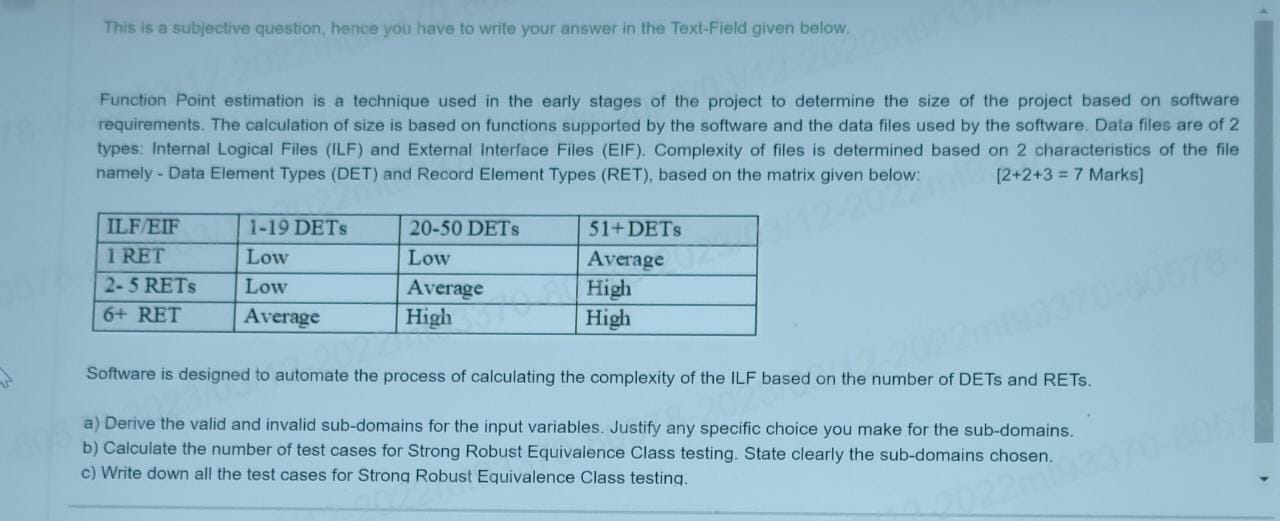 This is a subjective question, hence you have to write your answer in the Text-Field given below.
Function Point estimation is a technique used in the early stages of the project to determine the size of the project based on software
requirements. The calculation of size is based on functions supported by the software and the data files used by the software. Data files are of 2
types: Internal Logical Files (ILF) and External Interface Files (EIF). Complexity of files is determined based on 2 characteristics of the file
namely - Data Element Types (DET) and Record Element Types (RET), based on the matrix given below: [2+2+3 = 7 Marks]
ILF/EIF 1-19 DETs 20-50 DETs 51+ DETs
1 RET Low Low Average
2- 5 RETs Low Average High
6+ RET Average High High
Software is designed to automate the process of calculating the complexity of the ILF based on the number of DETs and RETs.
a) Derive the valid and invalid sub-domains for the input variables. Justify any specific choice you make for the sub-domains.
b) Calculate the number of test cases for Strong Robust Equivalence Class testing. State clearly the sub-domains chosen.
c) Write down all the test cases for Strong Robust Equivalence Class testing.